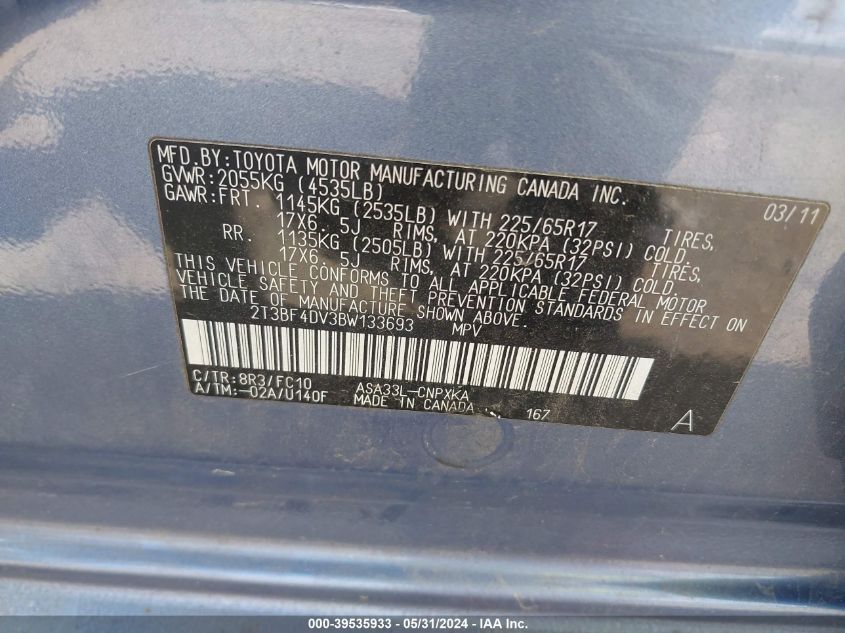 MFD.BY:TOYOTA MOTOR MANUFACTURING CANADA INC.
GVWR:2055KG (4535LB) 03/11
GAWR:FRT. 1145KG (2535LB) WITH 225/65R17 TIRES,
17X6. 5J RIMS, AT 220KPA (32PSI) COLD.
RR. 1135KG (2505LB) WITH 225/65R17 TIRES,
17X6. 5J RIMS, AT 220KPA (32PSI) COLD.
THIS VEHICLE CONFORMS TO ALL APPLICABLE FEDERAL MOTOR
VEHICLE SAFETY AND THEFT PREVENTION STANDARDS IN EFFECT ON
THE DATE OF MANUFACTURE SHOWN ABOVE.
2T3BF4DV3BW133693 MPV
C/TR:8R3/FC10 ASA33L-CNPXKA
A/TM:-02A/U140F MADE IN CANADA 167 A
000-39535933 - 05/31/2024 - IAA Inc.